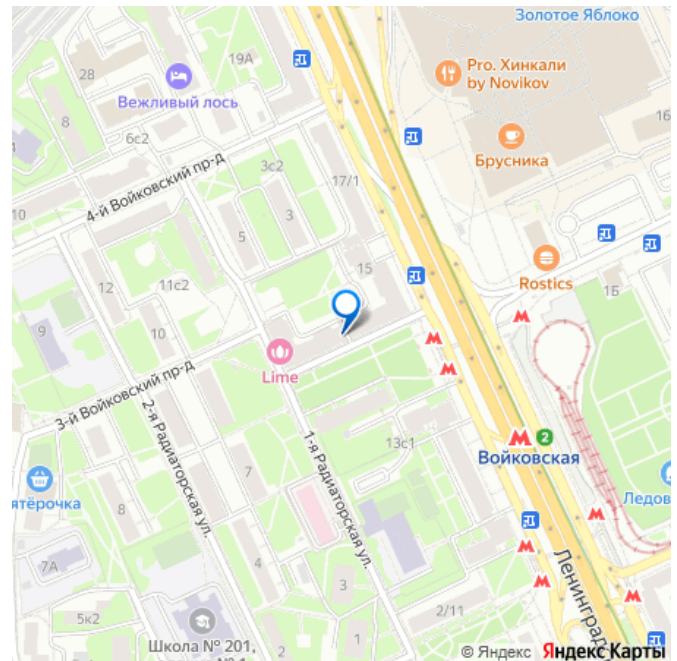 Золотое Яблоко
19А
28
Pro. Хинкали
by Novikov
Вежливый лось
8
6с2
16
Брусника
4-й Войковский пр-д
3с2
17/1
10
3
5
15
12
11с2
Rostics
1Б
9
10
Lime
3-й Войковский пр-д
2-я Радиаторская ул.
1-я Радиаторская ул.
13с1
2
Войковская
ятёрочка
7
8
Ледов
7А
4
3
Ленинград
5к2
2/11
Школа № 201,
© Яндекс
Яндекс Карты